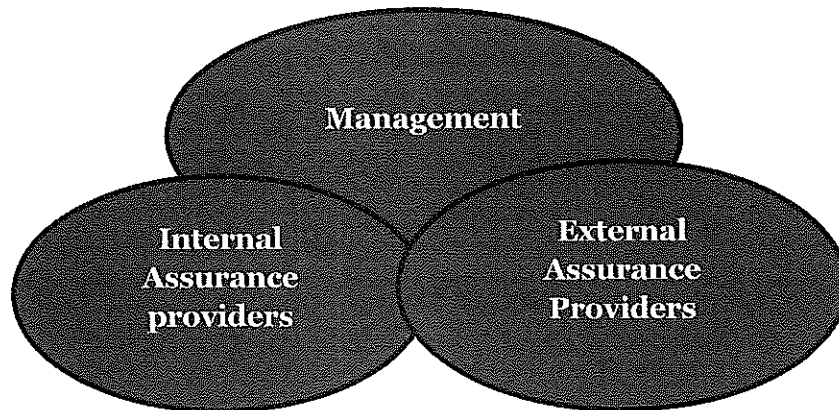 Management
Internal
Assurance
providers
External
Assurance
Providers